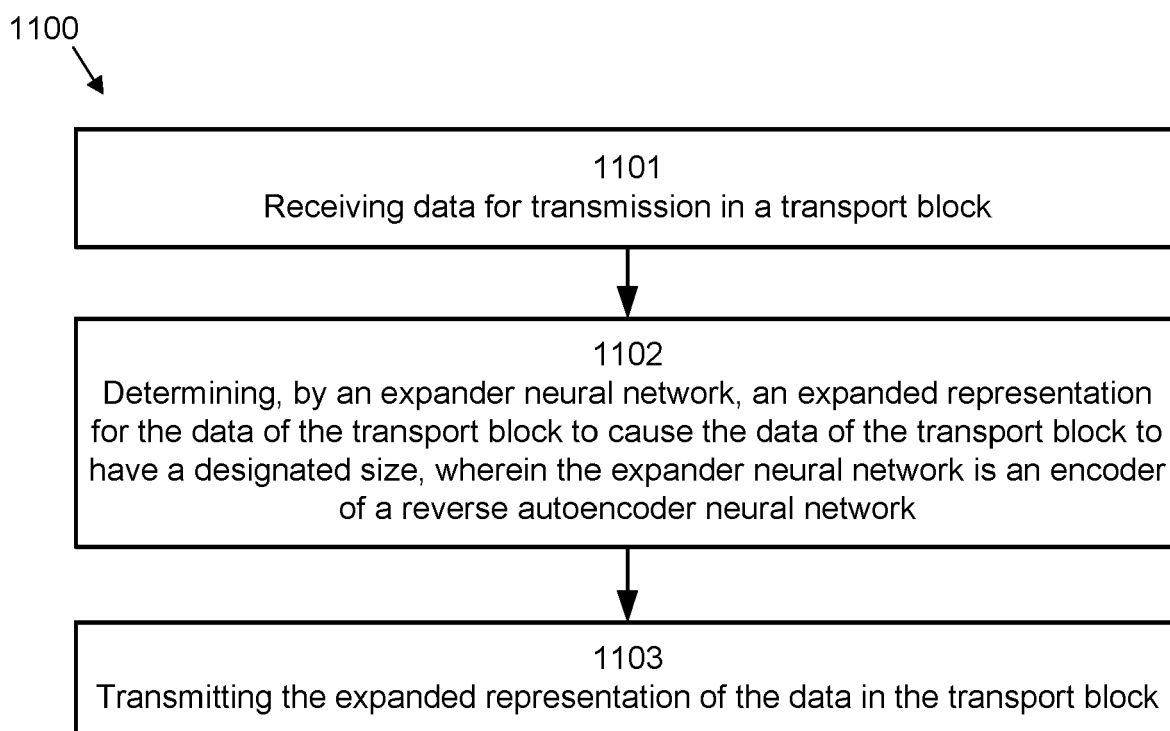 1100
1101
Receiving data for transmission in a transport block
1102
Determining, by an expander neural network, an expanded representation
for the data of the transport block to cause the data of the transport block to
have a designated size, wherein the expander neural network is an encoder
of a reverse autoencoder neural network
1103
Transmitting the expanded representation of the data in the transport block